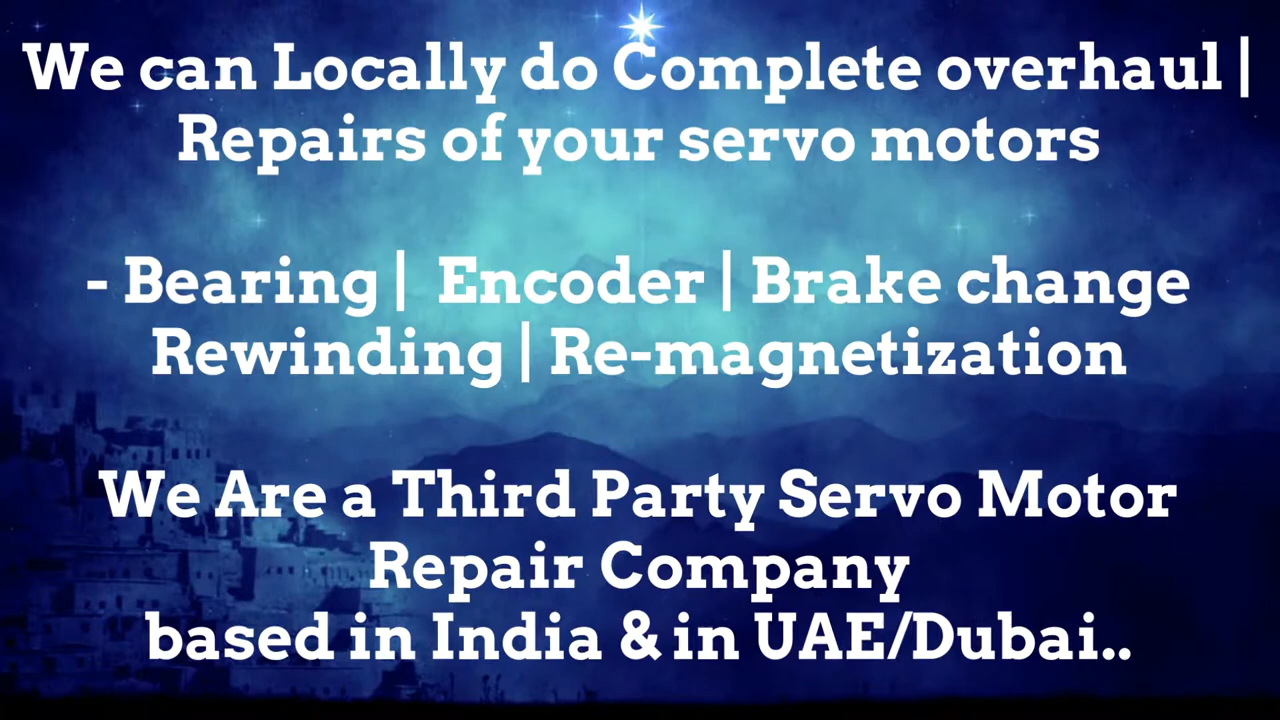 We can Locally do Complete overhaul |
Repairs of your servo motors
- Bearing |  Encoder | Brake change
Rewinding | Re-magnetization
We Are a Third Party Servo Motor
Repair Company
based in India & in UAE/Dubai..